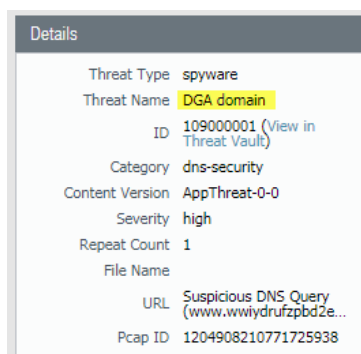 Details
Threat Type spyware
Threat Name DGA domain
ID 109000001 (View in
Threat Vault)
Category dns-security
Content Version AppThreat-0-0
Severity high
Repeat Count 1
File Name
URL Suspicious DNS Query
(www.wwiydrufzpbd2e...
Pcap ID 1204908210771725938